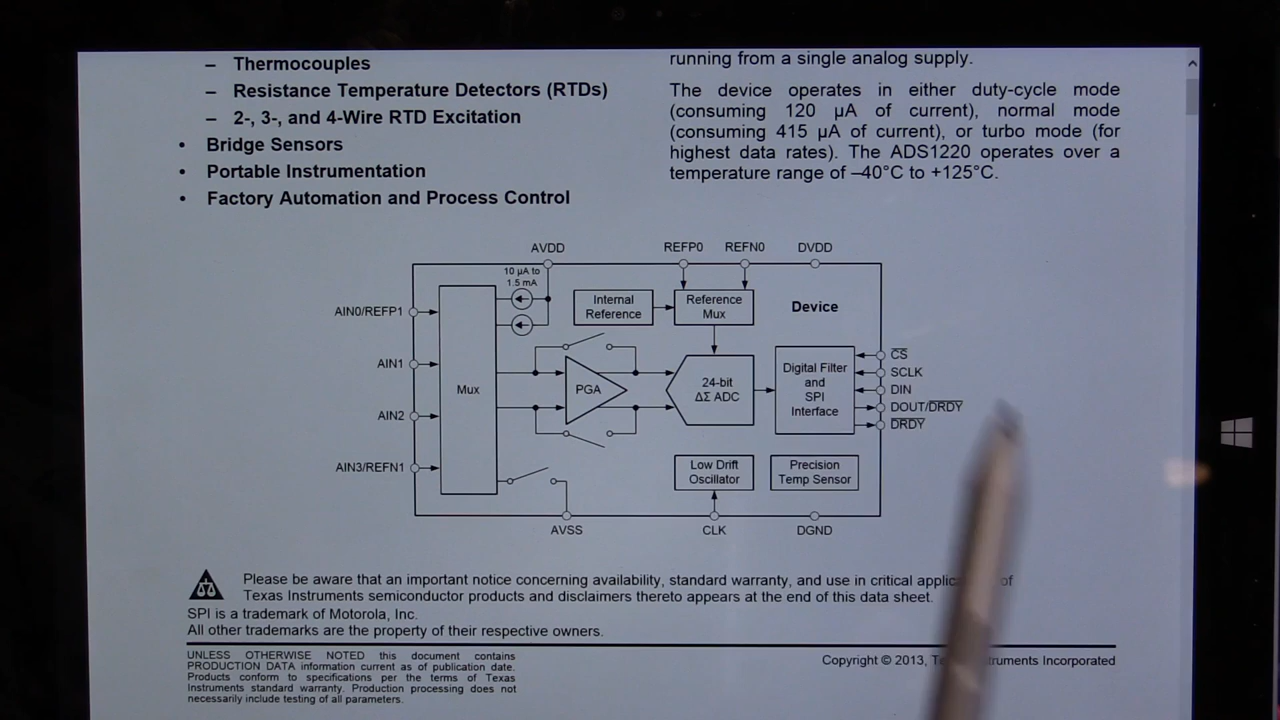 – Thermocouples
– Resistance Temperature Detectors (RTDs)
– 2-, 3-, and 4-Wire RTD Excitation
• Bridge Sensors
• Portable Instrumentation
• Factory Automation and Process Control
running from a single analog supply.
The device operates in either duty-cycle mode
(consuming 120 μA of current), normal mode
(consuming 415 μA of current), or turbo mode (for
highest data rates). The ADS1220 operates over a
temperature range of –40°C to +125°C.
AVDD
REFP0
REFN0
DVDD
10 μA to
1.5 mA
Internal
Reference
Reference
Mux
Device
AIN0/REFP1
AIN1
AIN2
AIN3/REFN1
Mux
PGA
24-bit
ΔΣ ADC
Digital Filter
and
SPI
Interface
CS
SCLK
DIN
DOUT/DRDY
DRDY
Low Drift
Oscillator
Precision
Temp Sensor
AVSS
CLK
DGND
Please be aware that an important notice concerning availability, standard warranty, and use in critical of
Texas Instruments semiconductor products and disclaimers thereto appears at the end of this data sheet.
SPI is a trademark of Motorola, Inc.
All other trademarks are the property of their respective owners.
UNLESS OTHERWISE NOTED this document contains
PRODUCTION DATA information current as of publication date.
Products conform to specifications per the terms of Texas
Instruments standard warranty. Production processing does not
necessarily include testing of all parameters.
Copyright © 2013, Incorporated